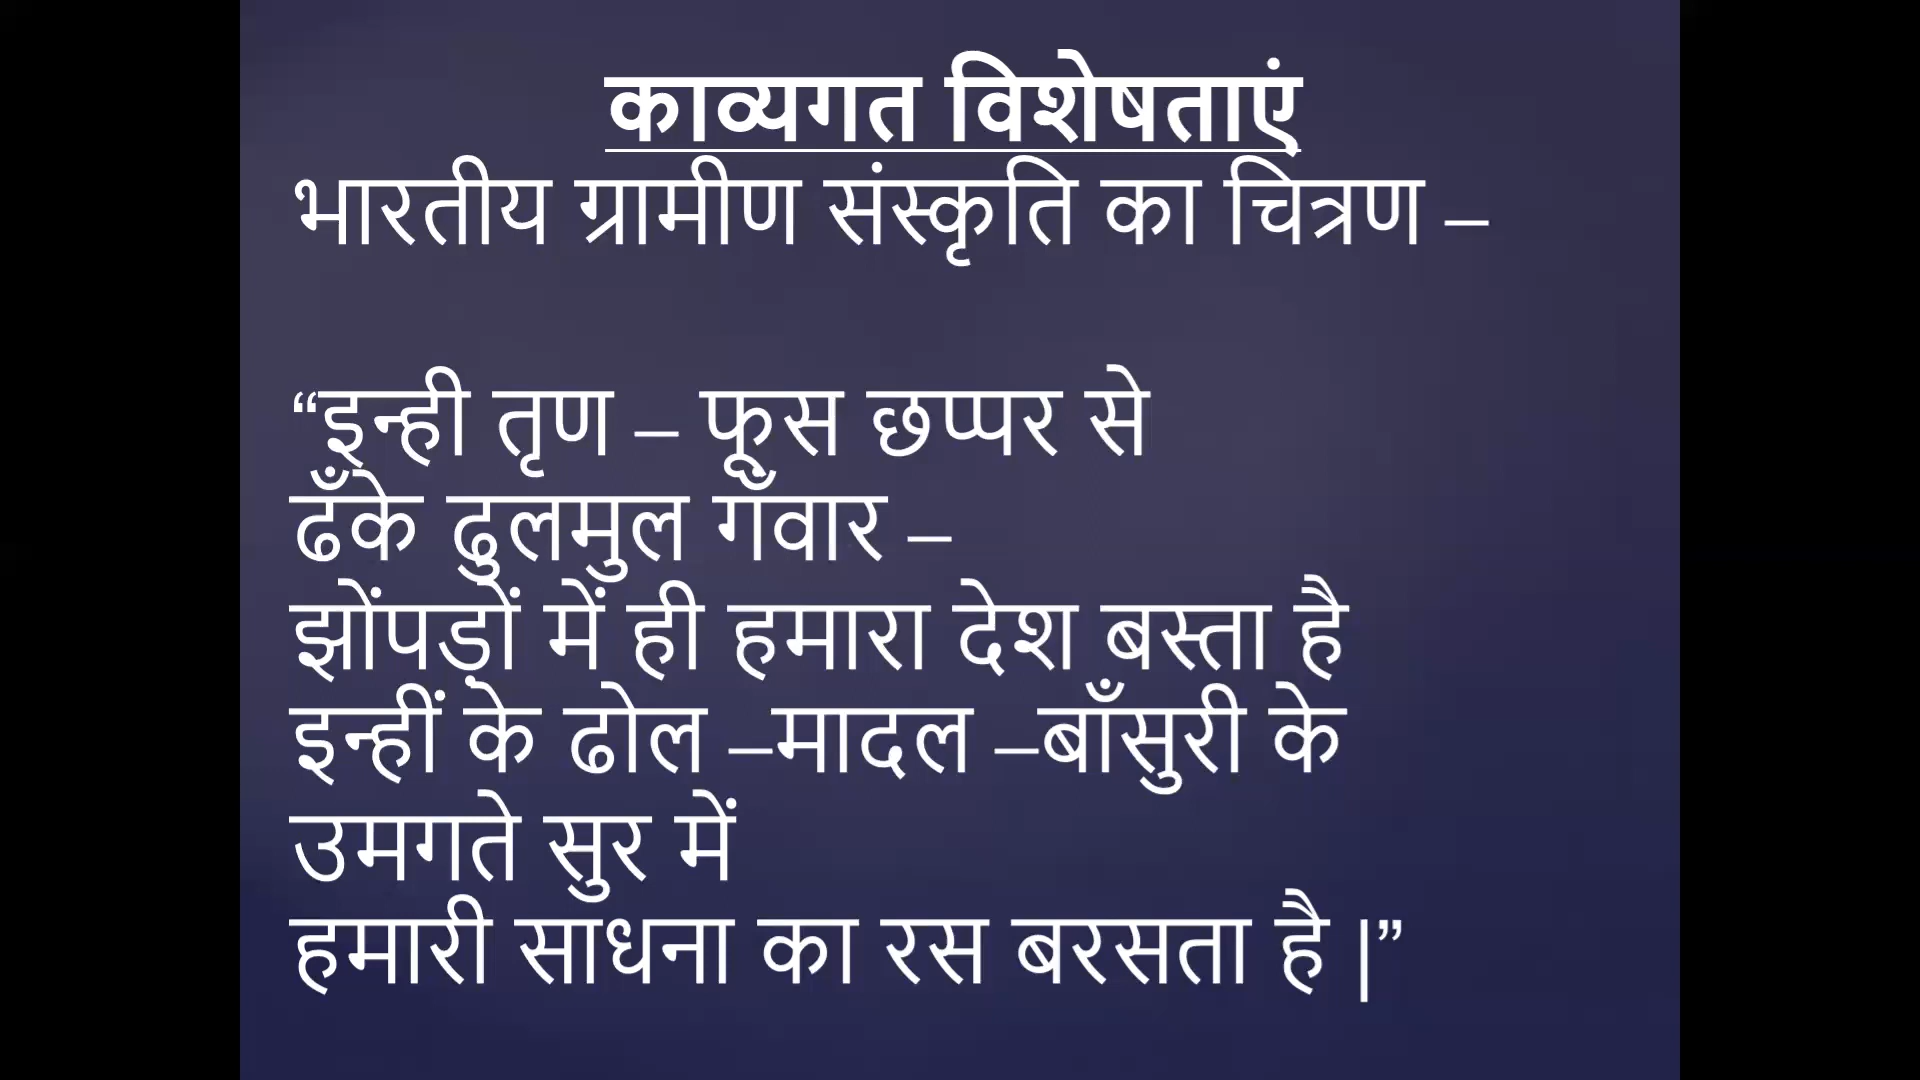 काव्यगत विशेषताएं
भारतीय ग्रामीण संस्कृति का चित्रण –
“इन्ही तृण – फूस छप्पर से
ढँके ढुलमुल गँवार –
झोंपड़ों में ही हमारा देश बस्ता है
इन्हीं के ढोल –मादल –बाँसुरी के
उमगते सुर में
हमारी साधना का रस बरसता है |”